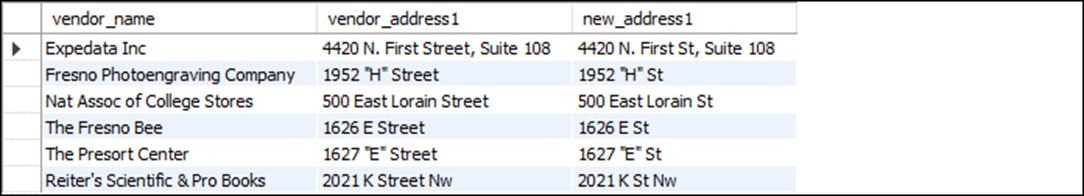 vendor_name vendor_address1 new_address1
Expedata Inc 4420 N. First Street, Suite 108 4420 N. First St, Suite 108
Fresno Photoengraving Company 1952 "H" Street 1952 "H" St
Nat Assoc of College Stores 500 East Lorain Street 500 East Lorain St
The Fresno Bee 1626 E Street 1626 E St
The Presort Center 1627 "E" Street 1627 "E" St
Reiter's Scientific & Pro Books 2021 K Street Nw 2021 K St Nw